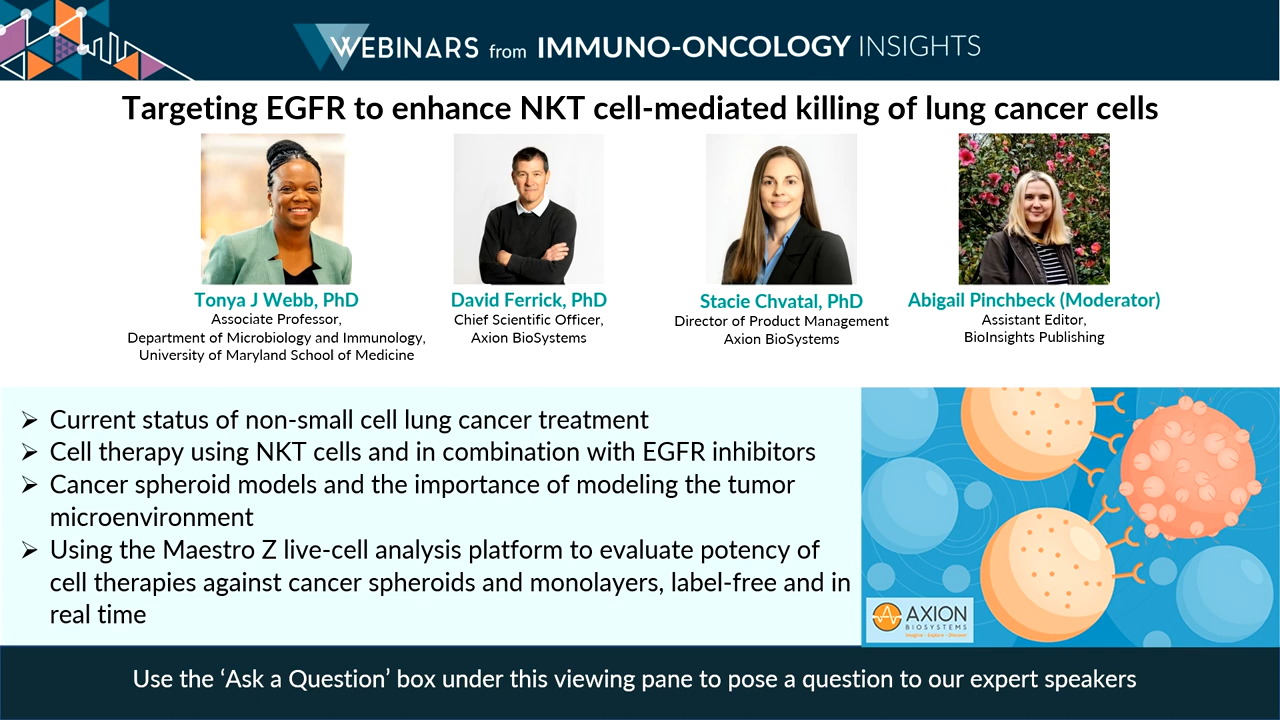 WEBINARS from IMMUNO-ONCOLOGY INSIGHTS
Targeting EGFR to enhance NKT cell-mediated killing of lung cancer cells
Tonya J Webb, PhD
Associate Professor,
Department of Microbiology and Immunology,
University of Maryland School of Medicine
David Ferrick, PhD
Chief Scientific Officer,
Axion BioSystems
Stacie Chvatal, PhD
Director of Product Management
Axion BioSystems
Abigail Pinchbeck (Moderator)
Assistant Editor,
BioInsights Publishing
Current status of non-small cell lung cancer treatment
Cell therapy using NKT cells and in combination with EGFR inhibitors
Cancer spheroid models and the importance of modeling the tumor
microenvironment
Using the Maestro Z live-cell analysis platform to evaluate potency of
cell therapies against cancer spheroids and monolayers, label-free and in
real time
AXION
BIOSYSTEMS
Imagine - Explore - Discover
Use the ‘Ask a Question’ box under this viewing pane to pose a question to our expert speakers